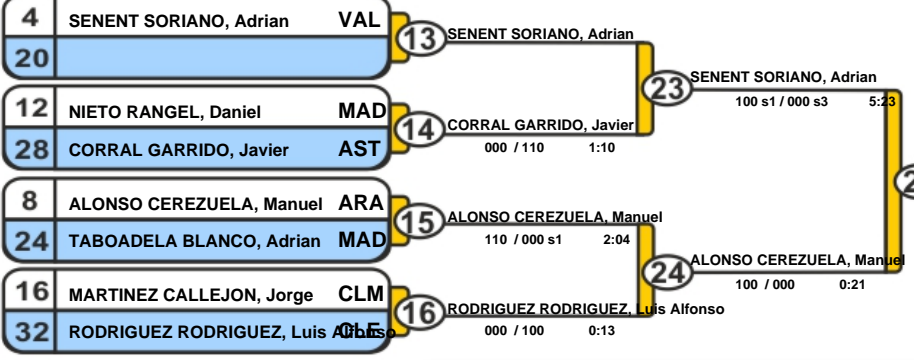 4 SENENT SORIANO, Adrian VAL
20
13 SENENT SORIANO, Adrian
12 NIETO RANGEL, Daniel MAD
28 CORRAL GARRIDO, Javier AST
14 CORRAL GARRIDO, Javier
000 / 110 1:10
23 SENENT SORIANO, Adrian
100 s1 / 000 s3 5:23
8 ALONSO CEREZUELA, Manuel ARA
24 TABOADELA BLANCO, Adrian MAD
15 ALONSO CEREZUELA, Manuel
110 / 000 s1 2:04
16 MARTINEZ CALLEJON, Jorge CLM
32 RODRIGUEZ RODRIGUEZ, Luis Alfonso CLE
16 RODRIGUEZ RODRIGUEZ, Luis Alfonso
000 / 100 0:13
24 ALONSO CEREZUELA, Manuel
100 / 000 0:21